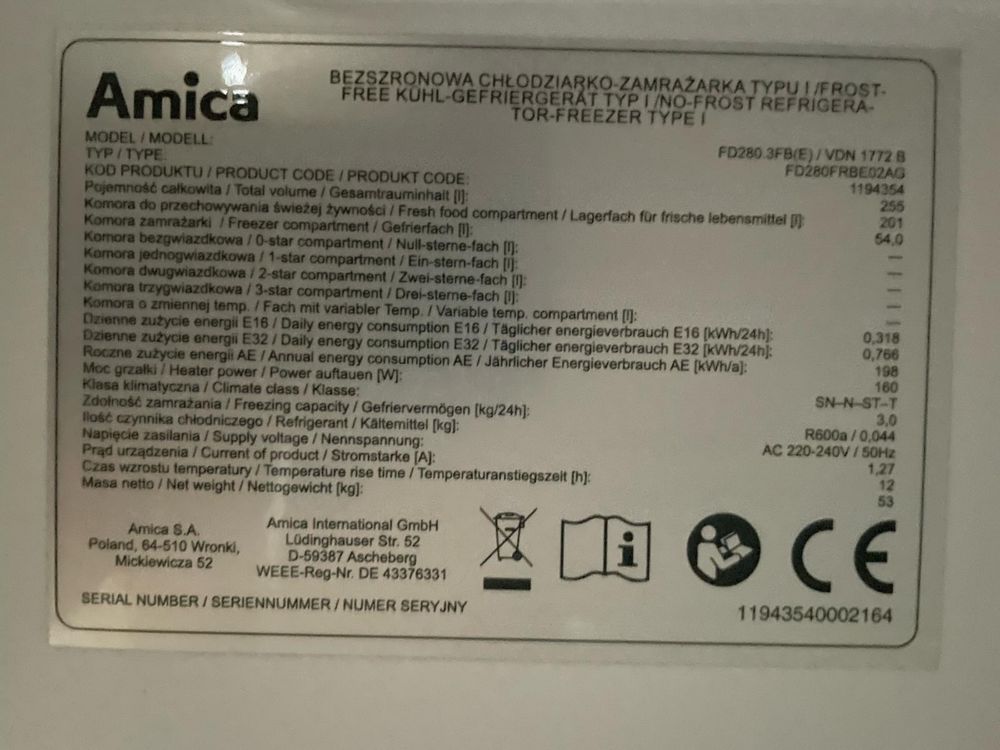 Amica
BEZSZRONOWA CHŁODZIARKO-ZAMRAŻARKA TYPU I /FROST-
FREE KÜHL-GEFRIERGERÄT TYP I /NO-FROST REFRIGERA-
TOR-FREEZER TYPE I
MODEL / MODELL: FD280.3FB(E) / VDN 1772 B
TYP / TYPE: FD280FRBE02AG
KOD PRODUKTU / PRODUCT CODE / PRODUKT CODE: 1194354
Pojemność całkowita / Total volume / Gesamtrauminhalt [l]: 255
Komora do przechowywania świeżej żywności / Fresh food compartment / Lagerfach für frische lebensmittel [l]: 201
Komora zamrażarki / Freezer compartment / Gefrierfach [l]: 54,0
Komora bezgwiazdkowa / 0-star compartment / Null-sterne-fach [l]: —
Komora jednogwiazdkowa / 1-star compartment / Ein-stern-fach [l]: —
Komora dwugwiazdkowa / 2-star compartment / Zwei-sterne-fach [l]: —
Komora trzygwiazdkowa / 3-star compartment / Drei-sterne-fach [l]: —
Komora o zmiennej temp. / Fach mit variabler Temp. / Variable temp. compartment [l]: —
Dzienne zużycie energii E16 / Daily energy consumption E16 / Täglicher energieverbrauch E16 [kWh/24h]: 0,318
Dzienne zużycie energii E32 / Daily energy consumption E32 / Täglicher energieverbrauch E32 [kWh/24h]: 0,766
Roczne zużycie energii AE / Annual energy consumption AE / Jährlicher Energieverbrauch AE [kWh/a]: 198
Moc grzałki / Heater power / Power auftauen [W]: 160
Klasa klimatyczna / Climate class / Klasse: SN–N–ST–T
Zdolność zamrażania / Freezing capacity / Gefriervermögen [kg/24h]: 3,0
Ilość czynnika chłodniczego / Refrigerant / Kältemittel [kg]: R600a / 0,044
Napięcie zasilania / Supply voltage / Nennspannung: AC 220-240V / 50Hz
Prąd urządzenia / Current of product / Stromstarke [A]: 1,27
Czas wzrostu temperatury / Temperature rise time / Temperaturanstiegszeit [h]: 12
Masa netto / Net weight / Nettogewicht [kg]: 53
Amica S.A.
Poland, 64-510 Wronki,
Mickiewicza 52
Amica International GmbH
Lüdinghauser Str. 52
D-59387 Ascheberg
WEEE-Reg-Nr. DE 43376331
CE
SERIAL NUMBER / SERIENNUMMER / NUMER SERYJNY 11943540002164